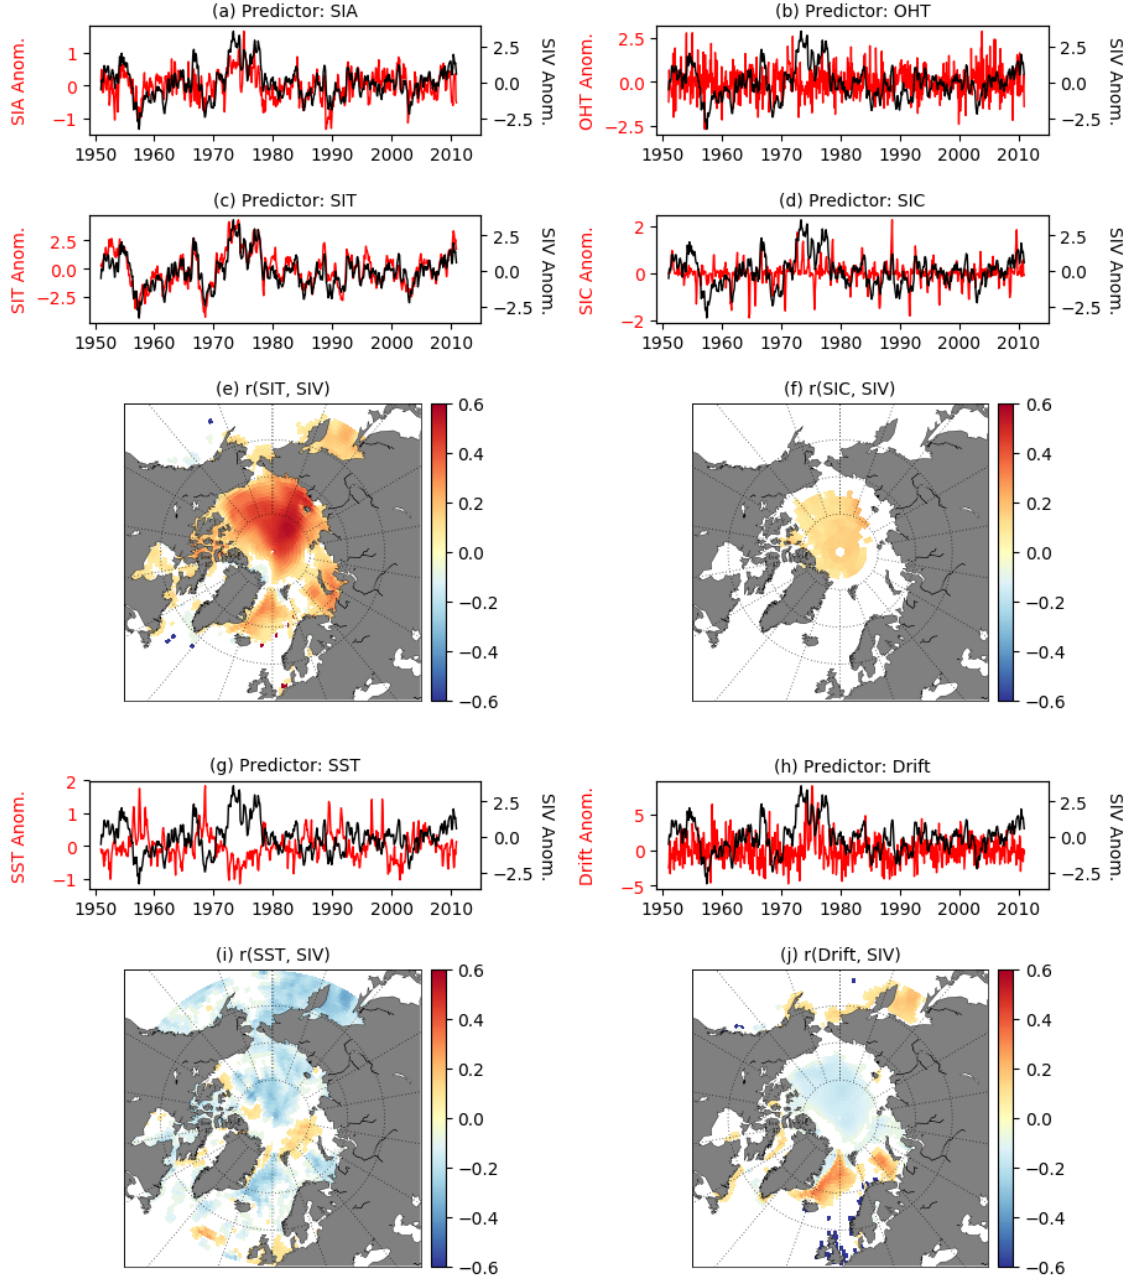 (a) Predictor: SIA
SIA Anom.
1
0
−1
2.5
0.0
−2.5
SIV Anom.
1950 1960 1970 1980 1990 2000 2010
(b) Predictor: OHT
OHT Anom.
2.5
0.0
−2.5
2.5
0.0
−2.5
SIV Anom.
1950 1960 1970 1980 1990 2000 2010
(c) Predictor: SIT
SIT Anom.
2.5
0.0
−2.5
2.5
0.0
−2.5
SIV Anom.
1950 1960 1970 1980 1990 2000 2010
(d) Predictor: SIC
SIC Anom.
2
0
−2
2.5
0.0
−2.5
SIV Anom.
1950 1960 1970 1980 1990 2000 2010
(e) r(SIT, SIV)
0.6
0.4
0.2
0.0
−0.2
−0.4
−0.6
(f) r(SIC, SIV)
0.6
0.4
0.2
0.0
−0.2
−0.4
−0.6
(g) Predictor: SST
SST Anom.
2
1
0
−1
2.5
0.0
−2.5
SIV Anom.
1950 1960 1970 1980 1990 2000 2010
(h) Predictor: Drift
Drift Anom.
5
0
−5
2.5
0.0
−2.5
SIV Anom.
1950 1960 1970 1980 1990 2000 2010
(i) r(SST, SIV)
0.6
0.4
0.2
0.0
−0.2
−0.4
−0.6
(j) r(Drift, SIV)
0.6
0.4
0.2
0.0
−0.2
−0.4
−0.6